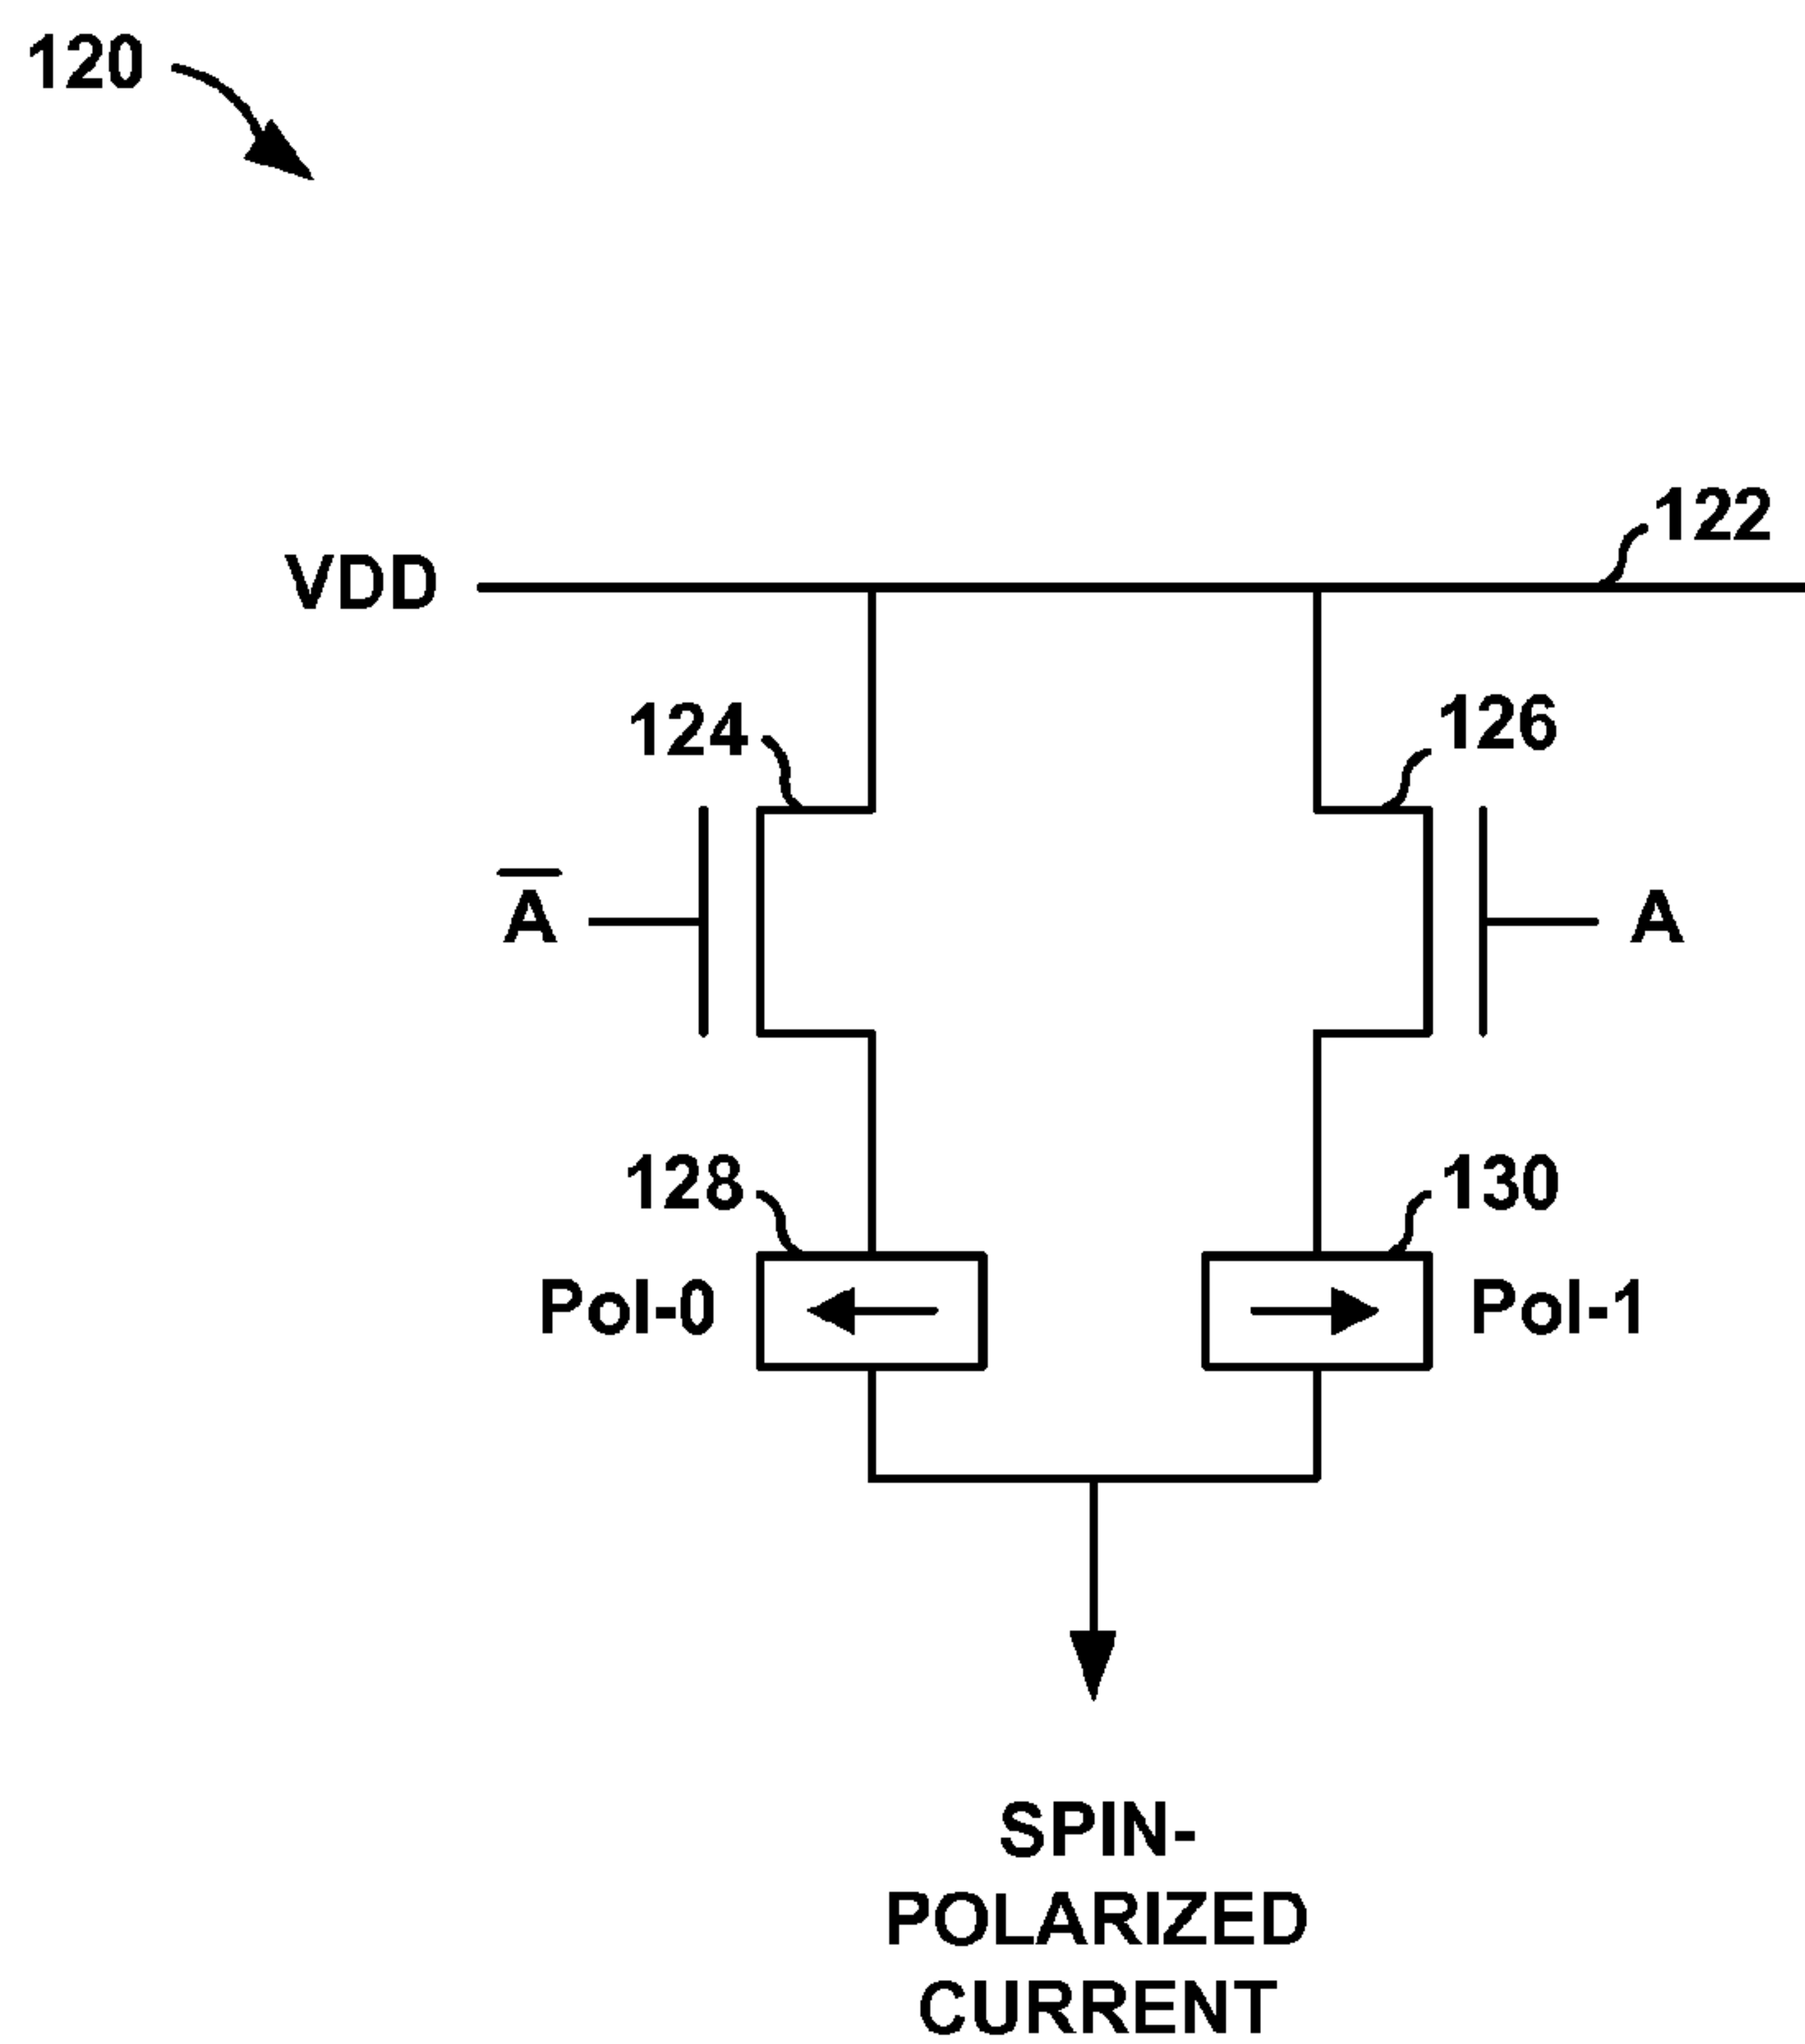 120
122
VDD
124
126
A̅
A
128
130
Pol-0
Pol-1
SPIN-
POLARIZED
CURRENT